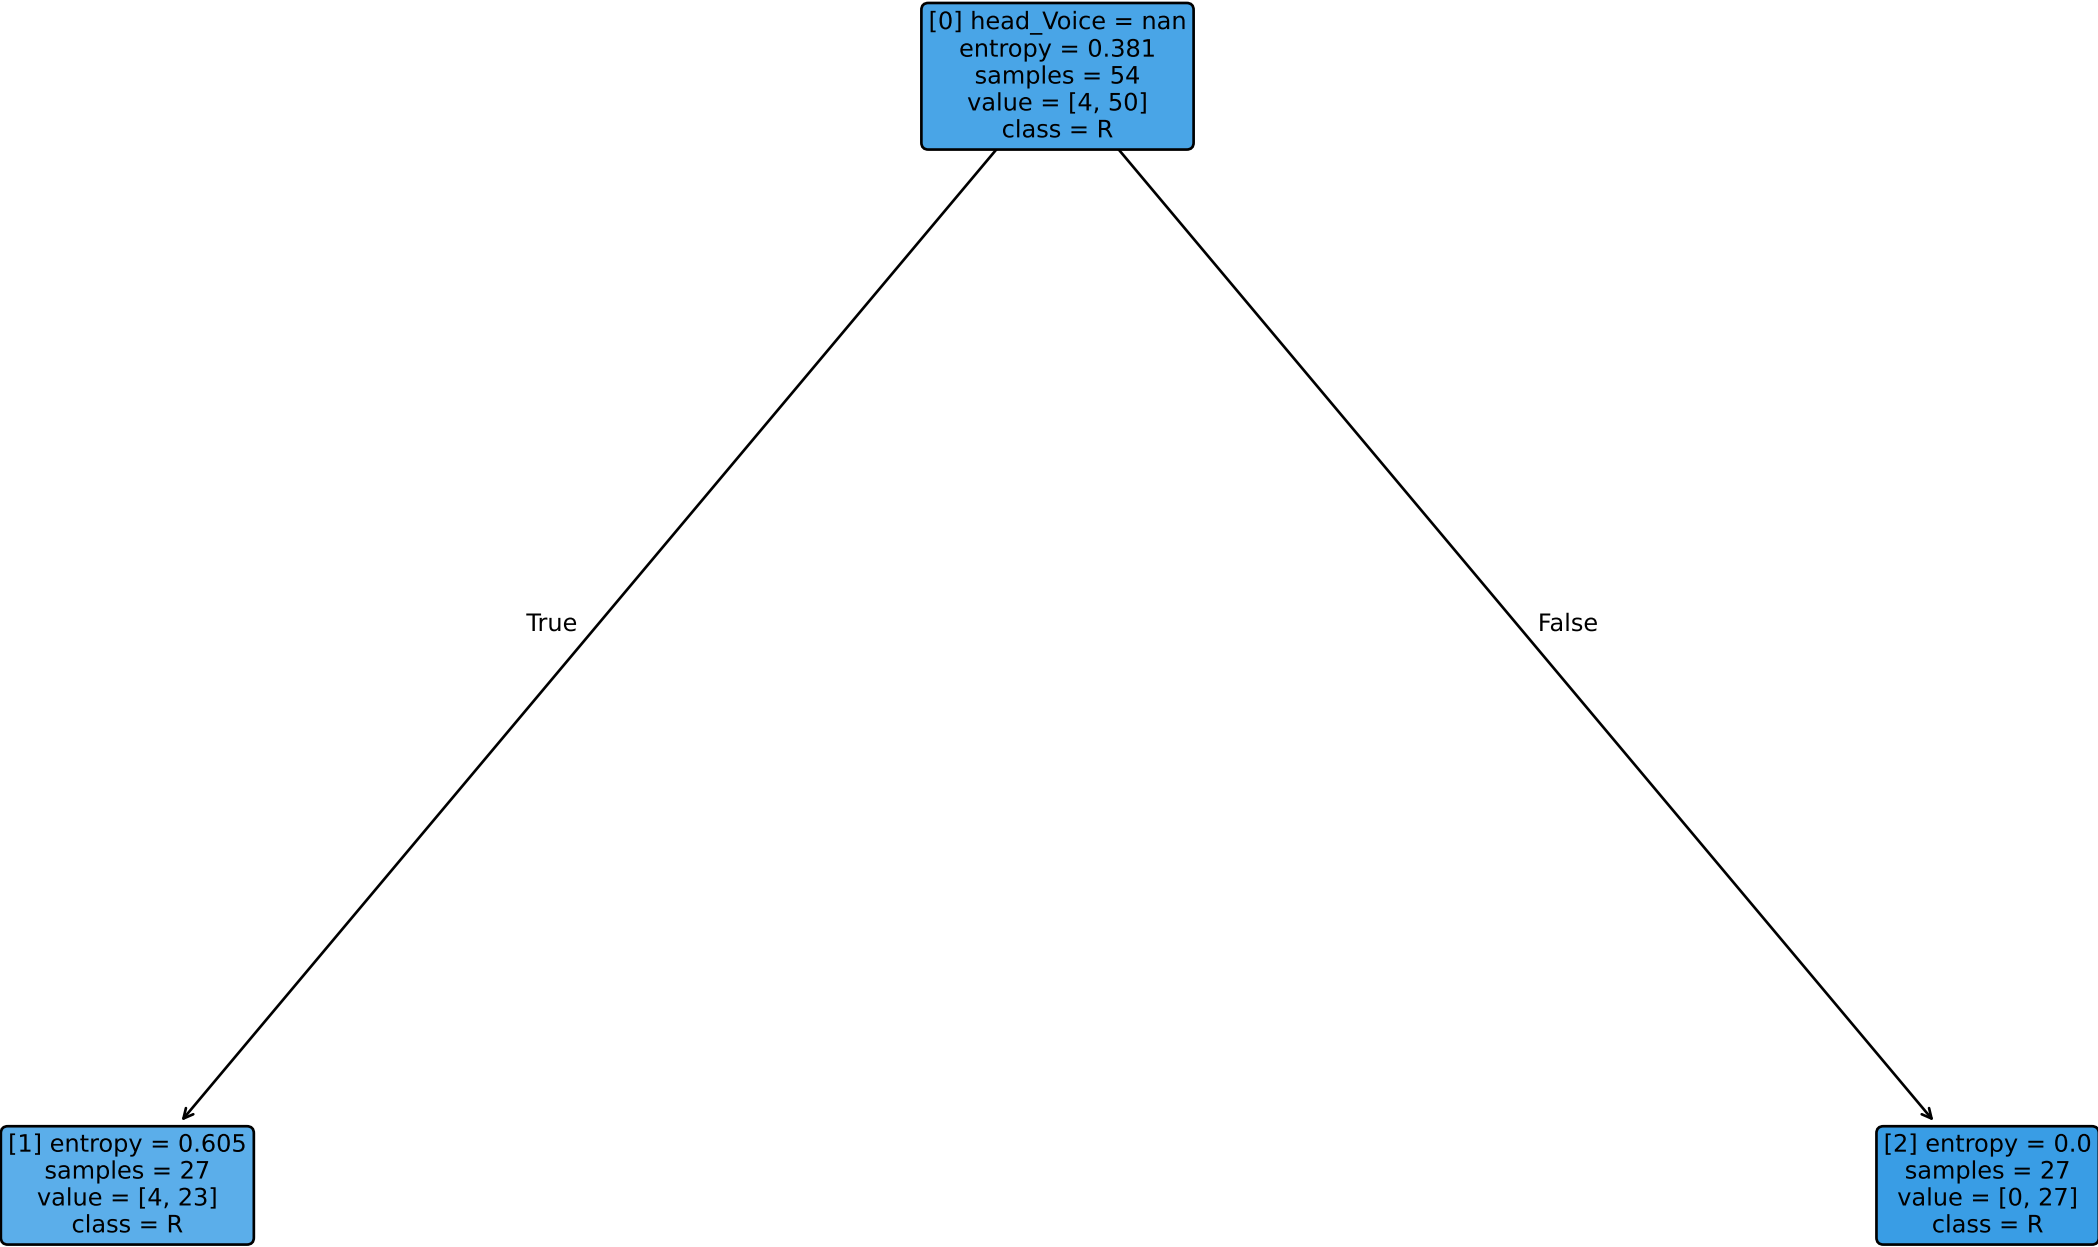 [0] head_Voice = nan
entropy = 0.381
samples = 54
value = [4, 50]
class = R
True
False
[1] entropy = 0.605
samples = 27
value = [4, 23]
class = R
[2] entropy = 0.0
samples = 27
value = [0, 27]
class = R